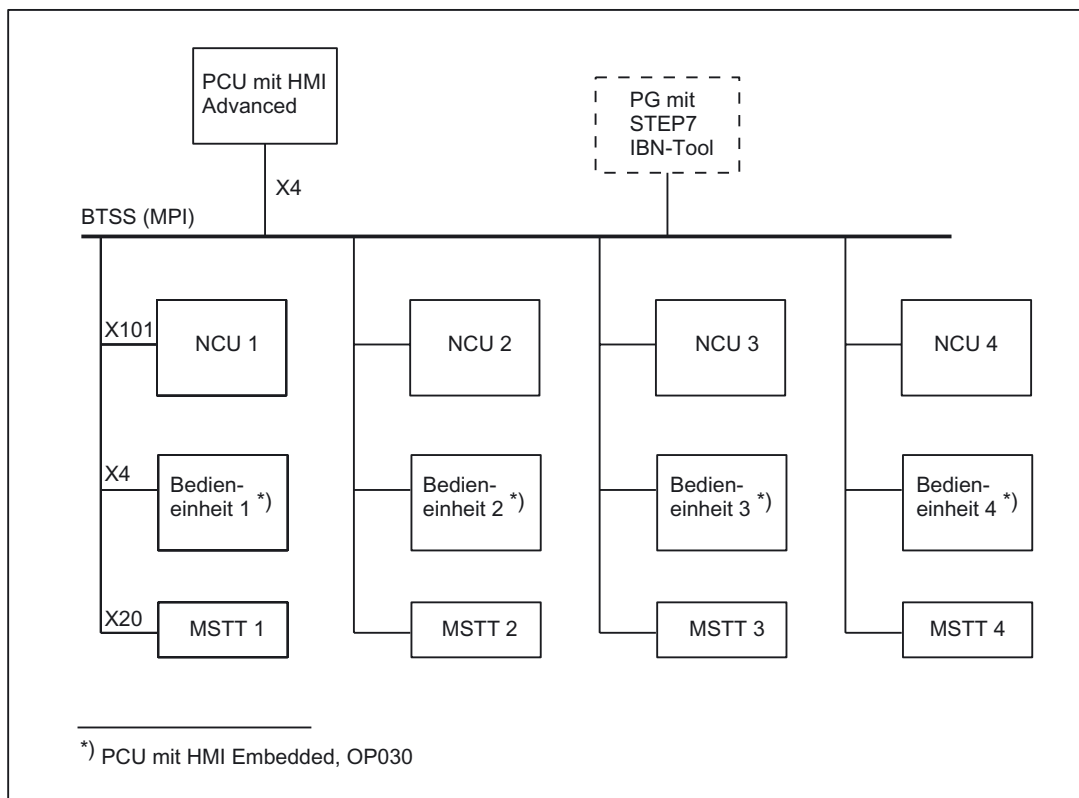 PCU mit HMI
Advanced
PG mit
STEP7
IBN-Tool
X4
BTSS (MPI)
X101
NCU 1
NCU 2
NCU 3
NCU 4
X4
Bedien-
einheit 1 *)
Bedien-
einheit 2 *)
Bedien-
einheit 3 *)
Bedien-
einheit 4 *)
X20
MSTT 1
MSTT 2
MSTT 3
MSTT 4
*) PCU mit HMI Embedded, OP030